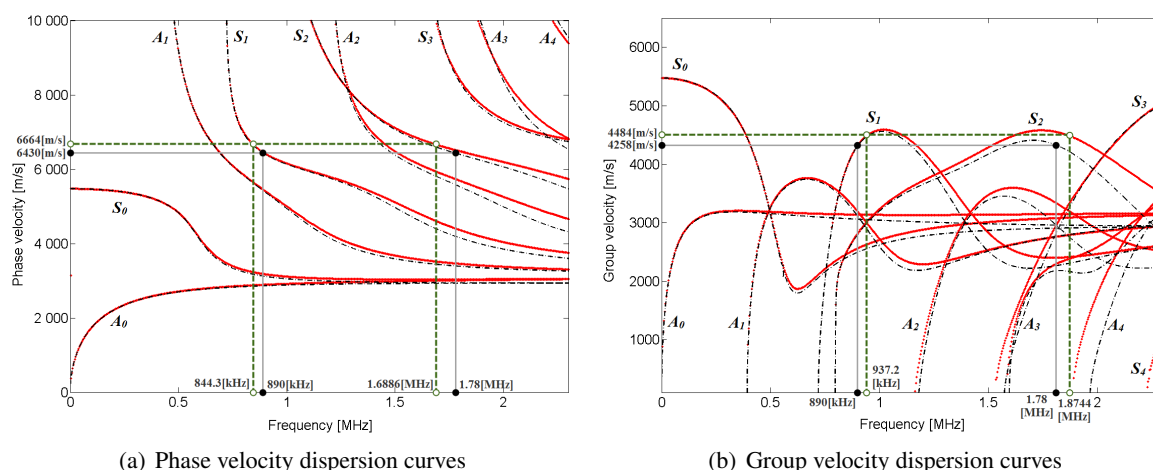 10 000
8 000
6664[m/s]
6430[m/s]
6 000
4 000
2 000
0
Phase velocity [m/s]
A1
S1
S2
A2
S3
A3
A4
S0
A0
844.3[kHz]
890[kHz]
1.6886[MHz]
1.78[MHz]
0
0.5
1
1.5
2
Frequency [MHz]
(a) Phase velocity dispersion curves
6000
5000
4484[m/s]
4258[m/s]
4000
3000
2000
1000
Group velocity [m/s]
S0
S1
S2
S3
A0
A1
A2
A3
A4
S4
937.2
[kHz]
890[kHz]
1.78
[MHz]
1.8744
[MHz]
0
0.5
1
1.5
2
Frequency [MHz]
(b) Group velocity dispersion curves